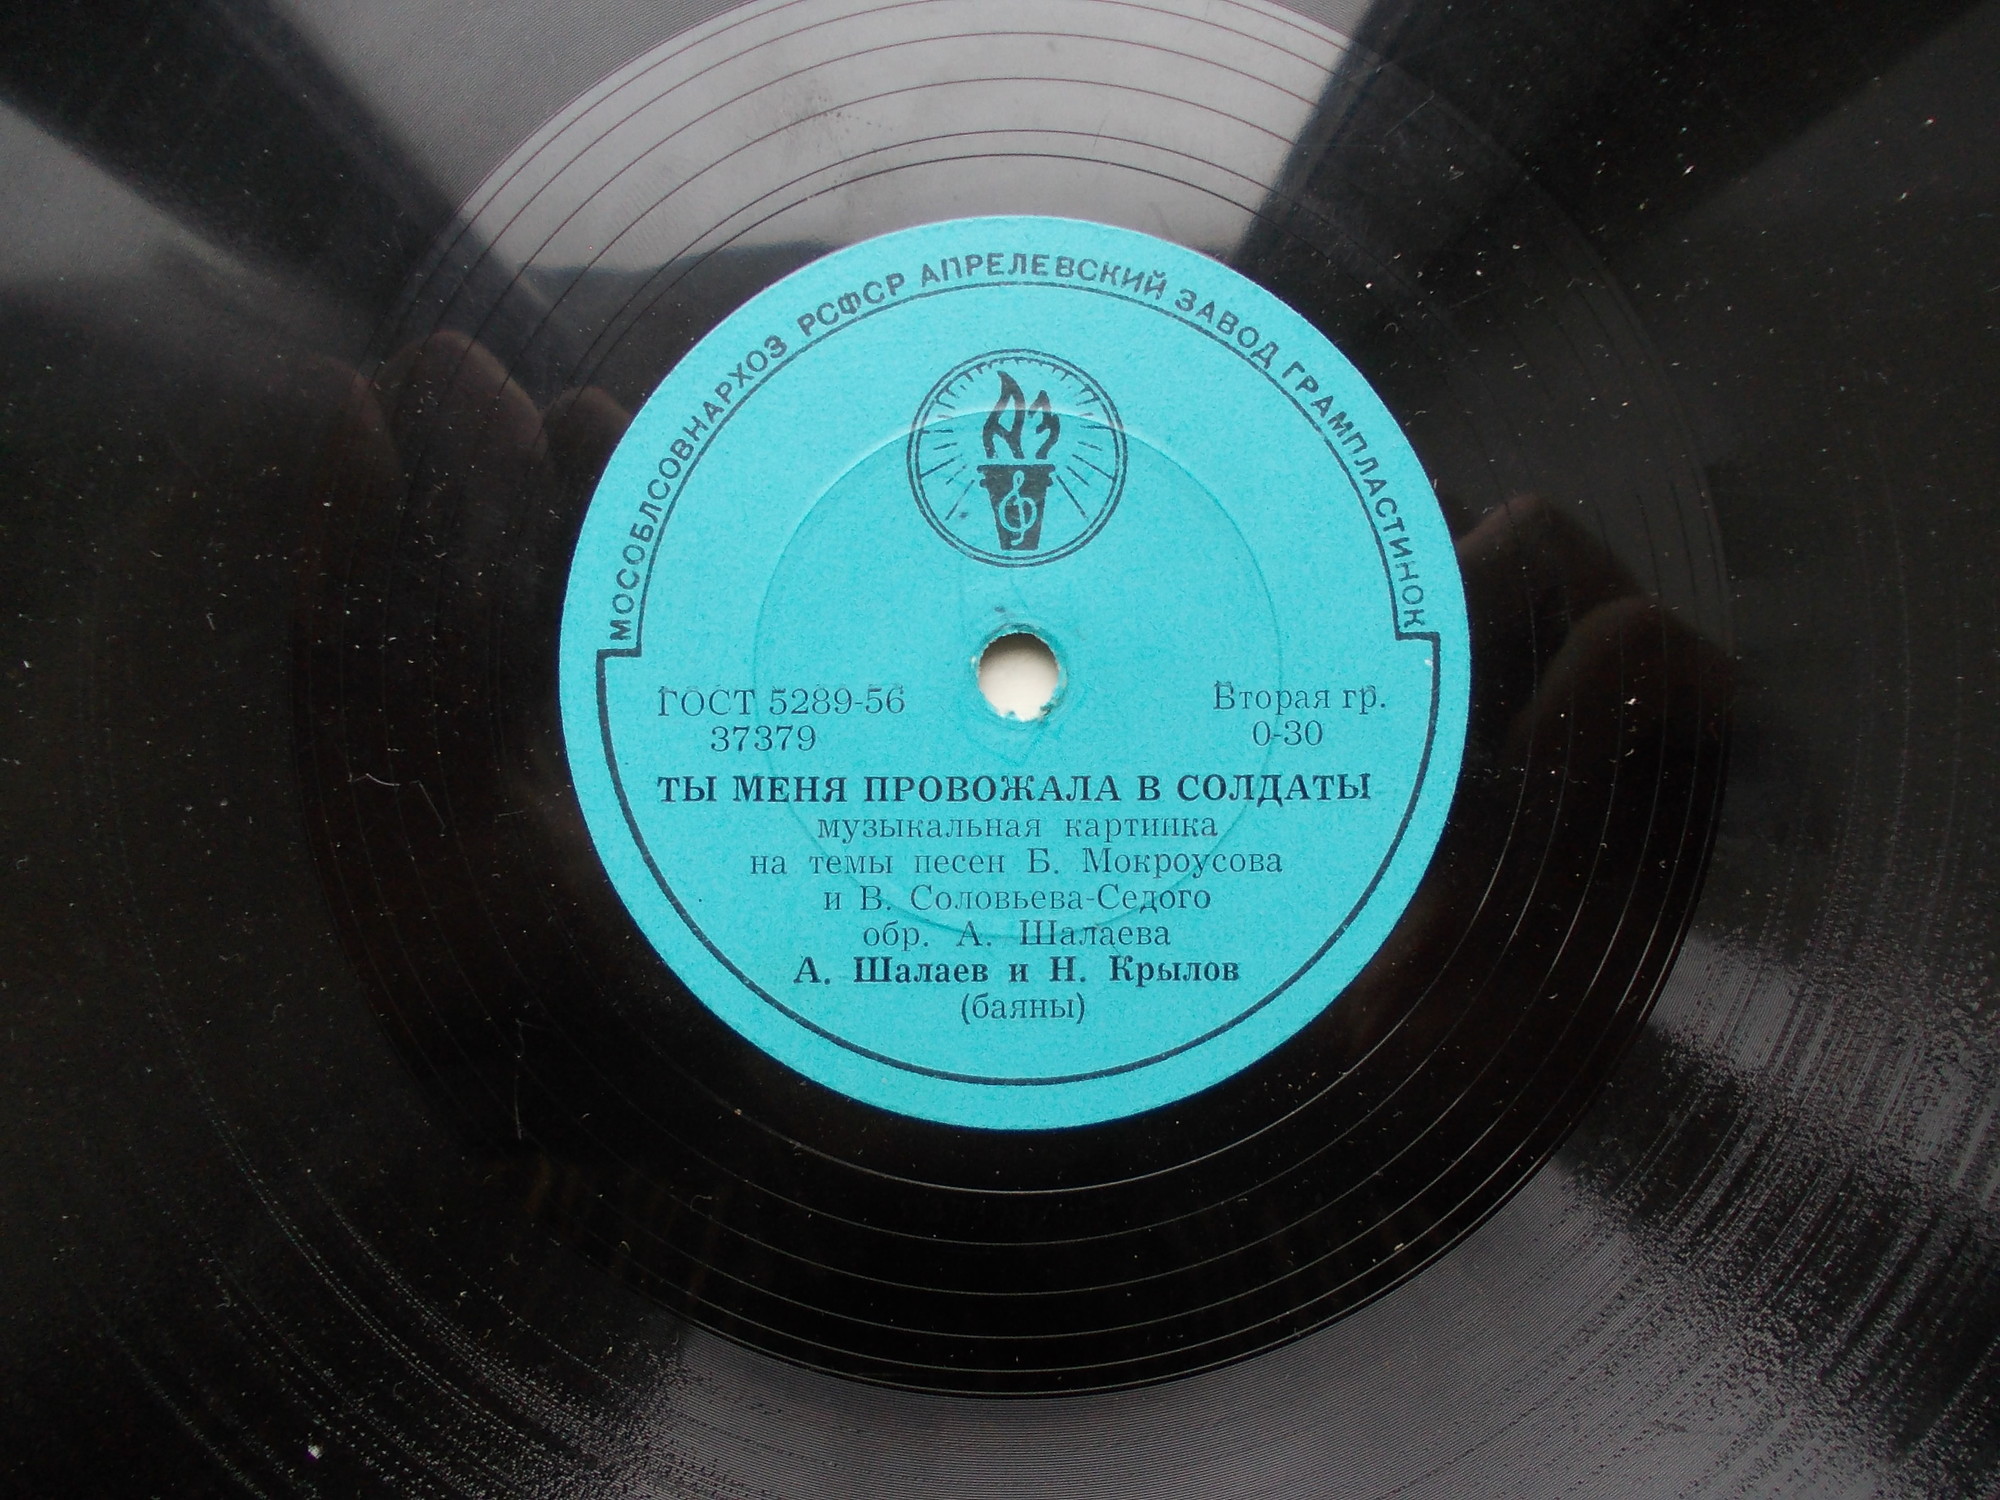 МОСОБЛСОВНАРХОЗ РСФСР АПРЕЛЕВСКИЙ ЗАВОД ГРАМПЛАСТИНОК
АЗ
ГОСТ 5289-56 Вторая гр.
37379 0-30
ТЫ МЕНЯ ПРОВОЖАЛА В СОЛДАТЫ
музыкальная картинка
на темы песен Б. Мокроусова
и В. Соловьева-Седого
обр. А. Шалаева
А. Шалаев и Н. Крылов
(баяны)